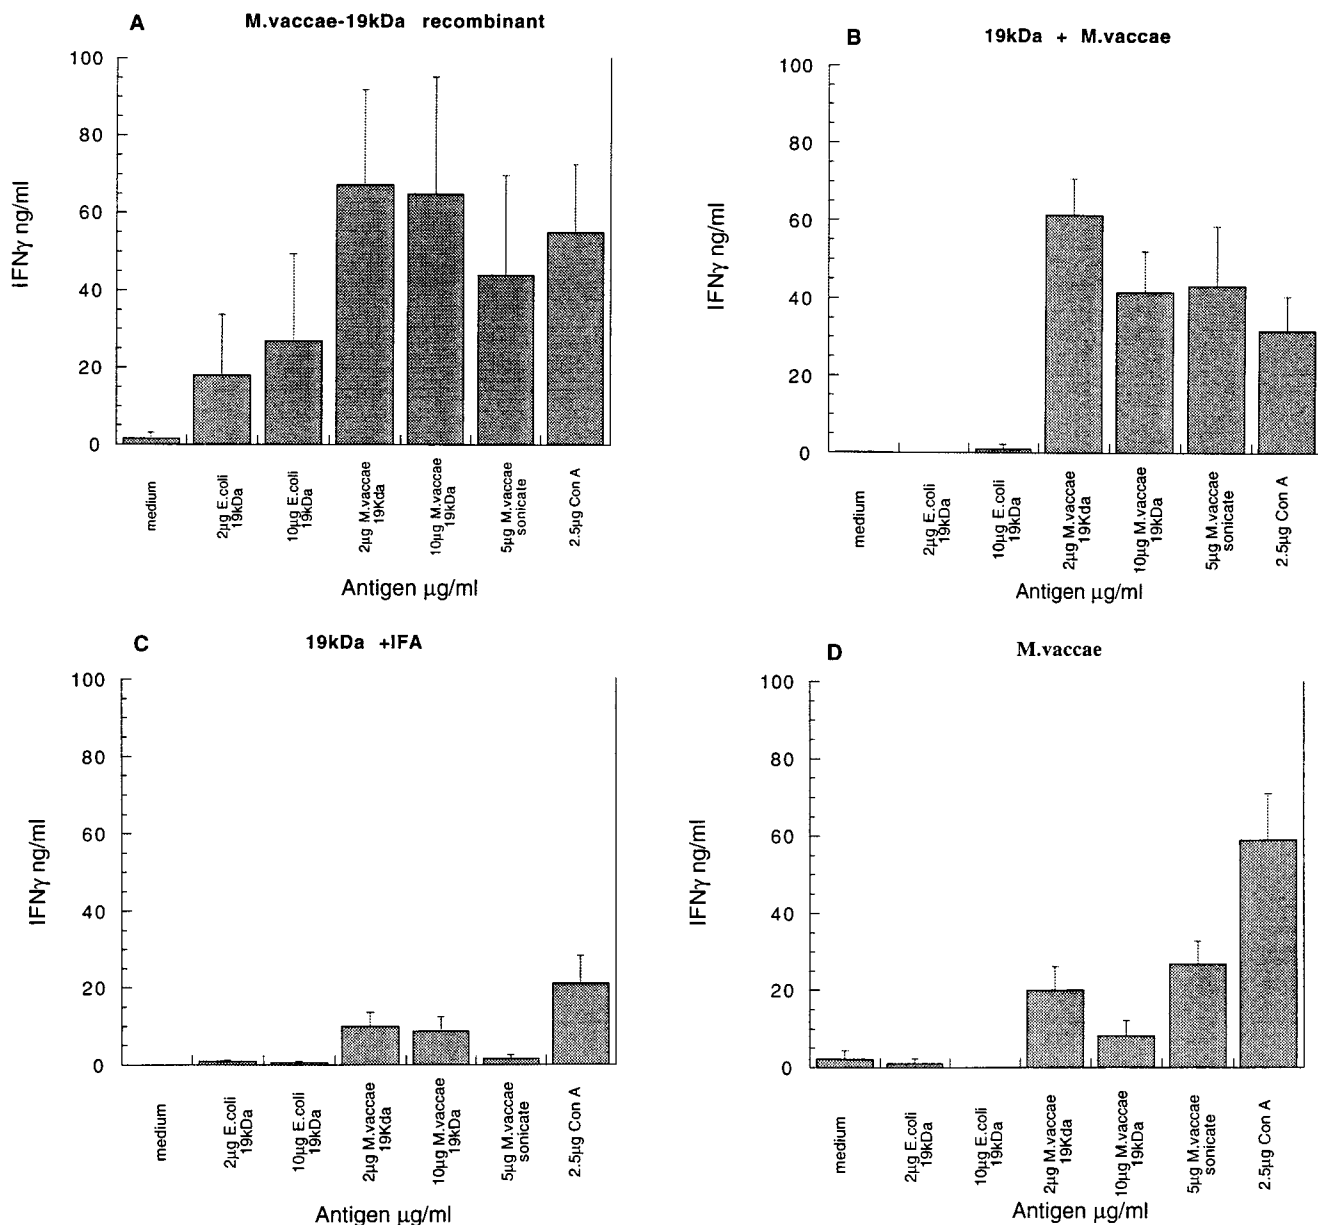 A
M.vaccae-19kDa recombinant
IFNγ ng/ml
100
80
60
40
20
0
medium
2μg E.coli
19kDa
10μg E.coli
19kDa
2μg M.vaccae
19Kda
10μg M.vaccae
19kDa
5μg M.vaccae
sonicate
2.5μg Con A
Antigen μg/ml
B
19kDa + M.vaccae
IFNγ ng/ml
100
80
60
40
20
0
medium
2μg E.coli
19kDa
10μg E.coli
19kDa
2μg M.vaccae
19Kda
10μg M.vaccae
19kDa
5μg M.vaccae
sonicate
2.5μg Con A
Antigen μg/ml
C
19kDa +IFA
IFNγ ng/ml
100
80
60
40
20
0
medium
2μg E.coli
19kDa
10μg E.coli
19kDa
2μg M.vaccae
19Kda
10μg M.vaccae
19kDa
5μg M.vaccae
sonicate
2.5μg Con A
Antigen μg/ml
D
M.vaccae
IFNγ ng/ml
100
80
60
40
20
0
medium
2μg E.coli
19kDa
10μg E.coli
19kDa
2μg M.vaccae
19Kda
10μg M.vaccae
19kDa
5μg M.vaccae
sonicate
2.5μg Con A
Antigen μg/ml